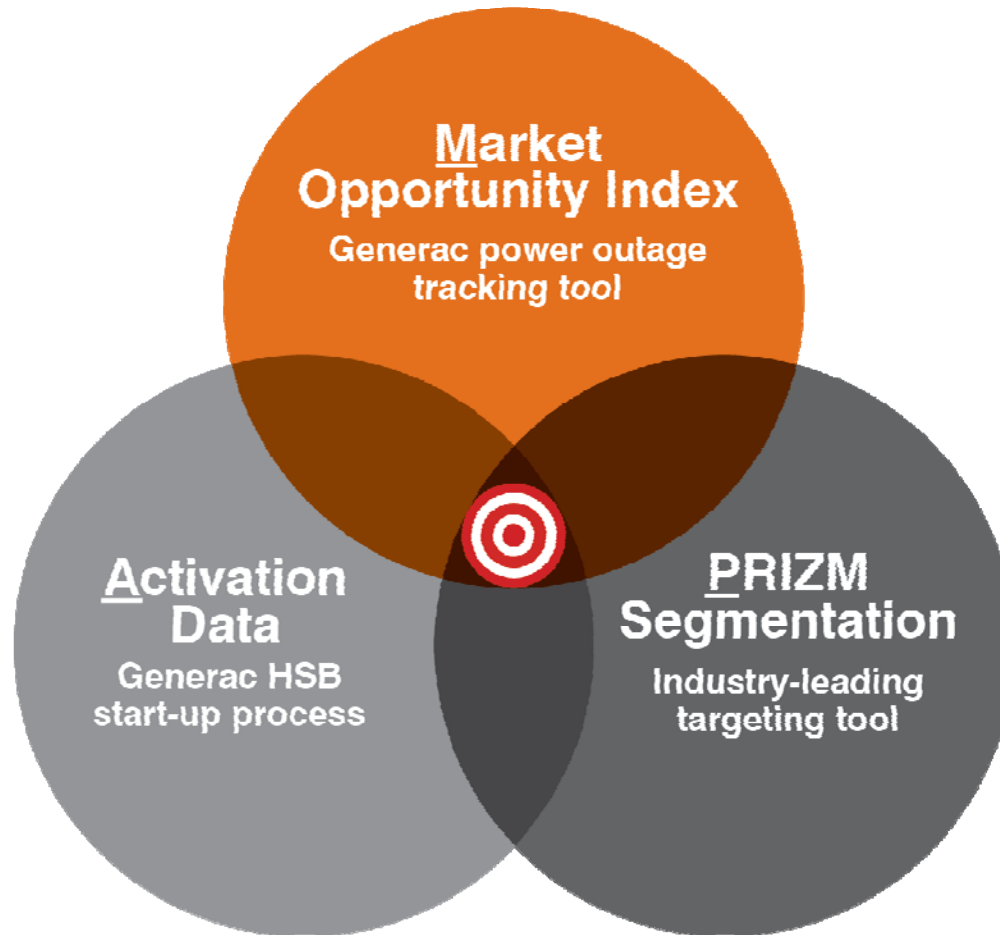 Market
Opportunity Index
Generac power outage
tracking tool
Activation
Data
Generac HSB
start-up process
PRIZM
Segmentation
Industry-leading
targeting tool